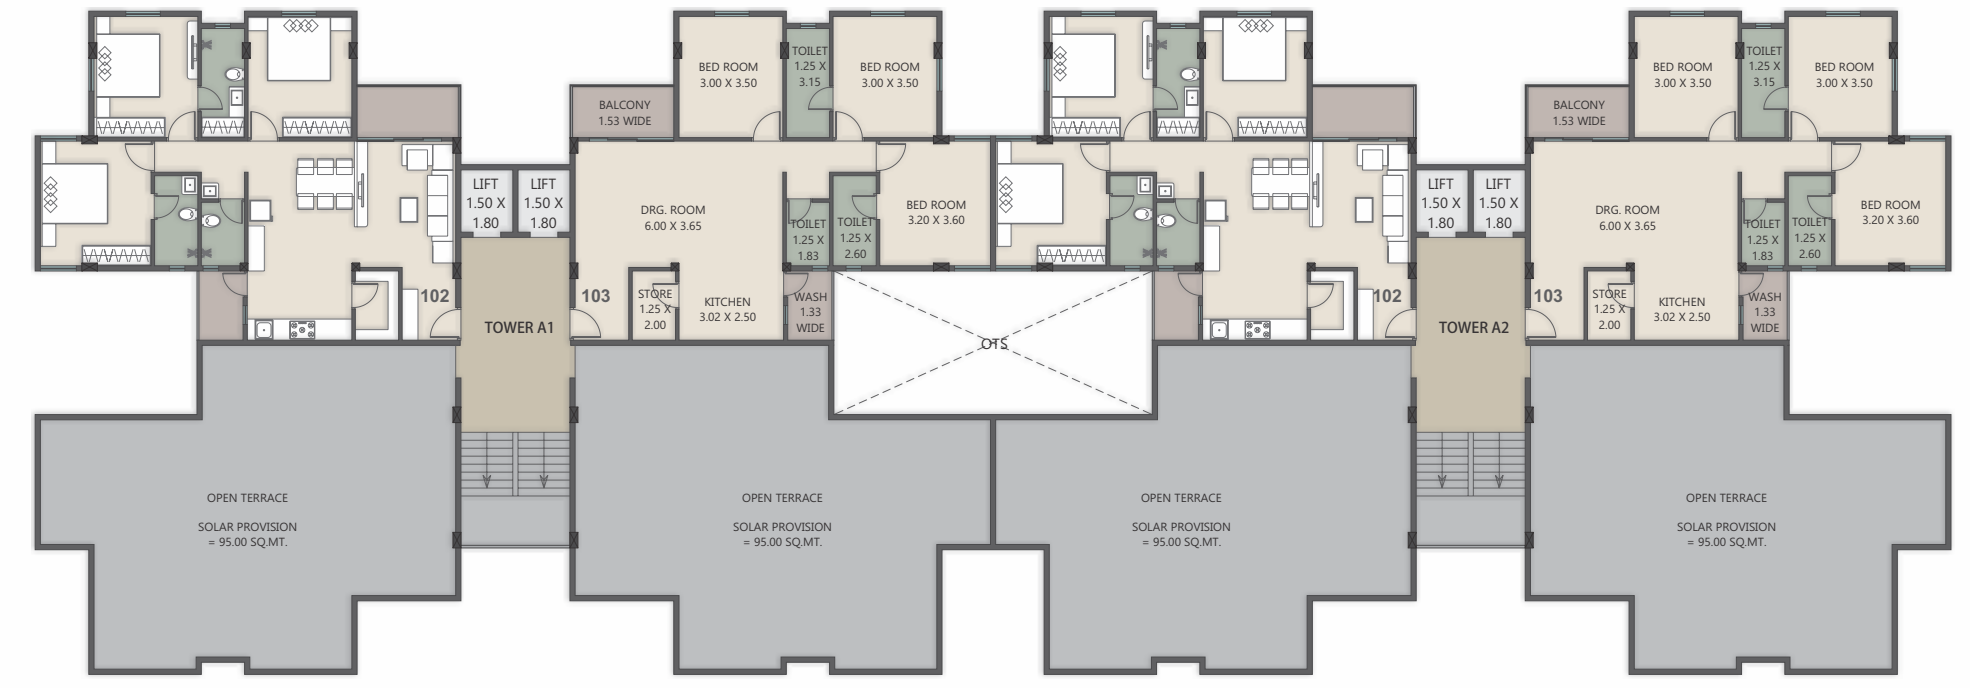 BED ROOM
3.00 X 3.50
TOILET
1.25 X
3.15
BED ROOM
3.00 X 3.50
BALCONY
1.53 WIDE
LIFT
1.50 X
1.80
LIFT
1.50 X
1.80
DRG. ROOM
6.00 X 3.65
TOILET
1.25 X
1.83
TOILET
1.25 X
2.60
BED ROOM
3.20 X 3.60
102
TOWER A1
103
STORE
1.25 X
2.00
KITCHEN
3.02 X 2.50
WASH
1.33
WIDE
OTS
BED ROOM
3.00 X 3.50
TOILET
1.25 X
3.15
BED ROOM
3.00 X 3.50
BALCONY
1.53 WIDE
LIFT
1.50 X
1.80
LIFT
1.50 X
1.80
DRG. ROOM
6.00 X 3.65
TOILET
1.25 X
1.83
TOILET
1.25 X
2.60
BED ROOM
3.20 X 3.60
102
TOWER A2
103
STORE
1.25 X
2.00
KITCHEN
3.02 X 2.50
WASH
1.33
WIDE
OPEN TERRACE
SOLAR PROVISION
= 95.00 SQ.MT.
OPEN TERRACE
SOLAR PROVISION
= 95.00 SQ.MT.
OPEN TERRACE
SOLAR PROVISION
= 95.00 SQ.MT.
OPEN TERRACE
SOLAR PROVISION
= 95.00 SQ.MT.